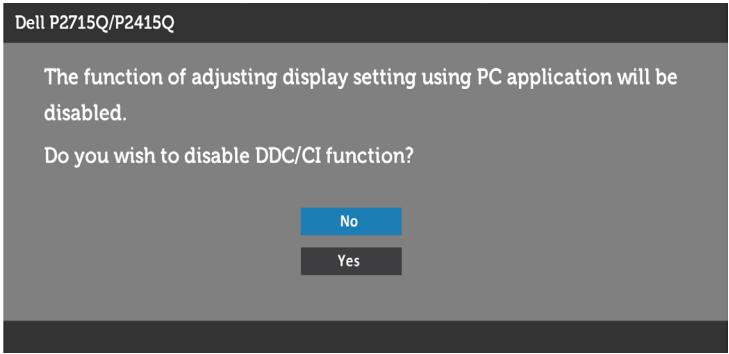 Dell P2715Q/P2415Q
The function of adjusting display setting using PC application will be
disabled.
Do you wish to disable DDC/CI function?
No
Yes